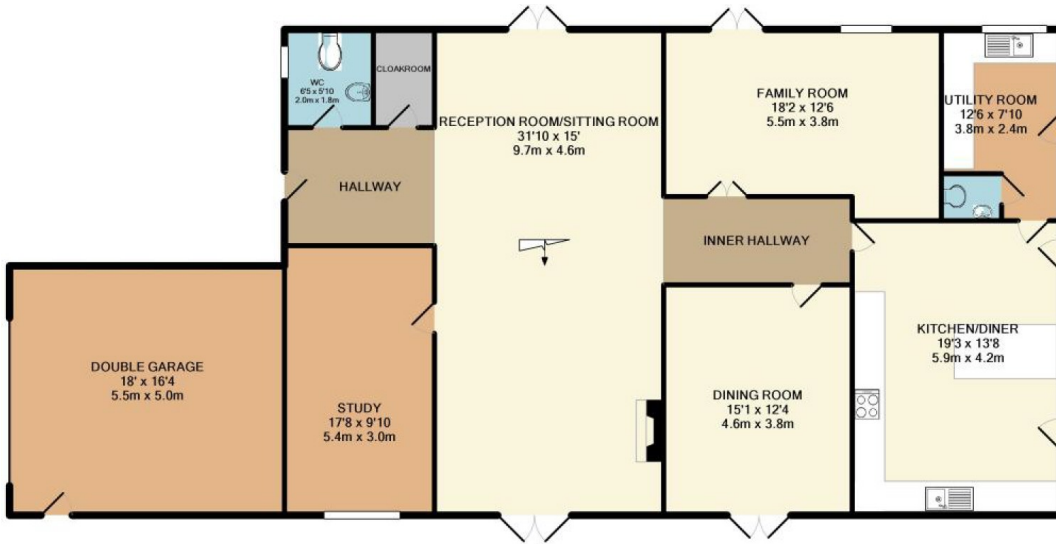 WC
6'5 x 5'10
2.0m x 1.8m
CLOAKROOM
RECEPTION ROOM/SITTING ROOM
31'10 x 15'
9.7m x 4.6m
FAMILY ROOM
18'2 x 12'6
5.5m x 3.8m
UTILITY ROOM
12'6 x 7'10
3.8m x 2.4m
HALLWAY
INNER HALLWAY
DOUBLE GARAGE
18' x 16'4
5.5m x 5.0m
STUDY
17'8 x 9'10
5.4m x 3.0m
DINING ROOM
15'1 x 12'4
4.6m x 3.8m
KITCHEN/DINER
19'3 x 13'8
5.9m x 4.2m